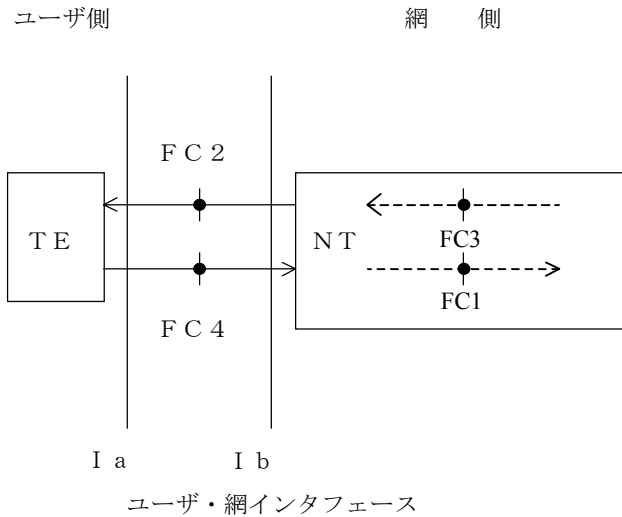 ユーザ側
網　側
ＦＣ２
ＴＥ
ＮＴ
FC3
FC1
ＦＣ４
Ｉａ
Ｉｂ
ユーザ・網インタフェース